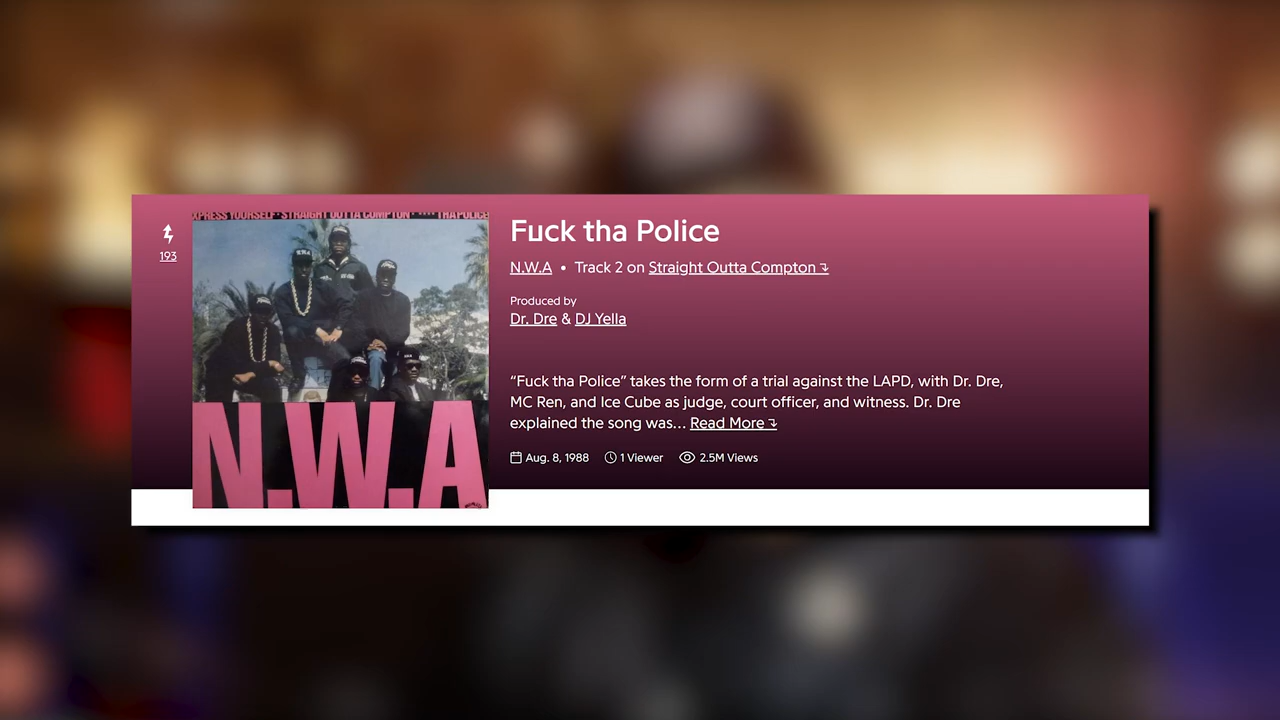 193
XPRESS YOURSELF · STRAIGHT OUTTA COMPTON · THA POLICE
N.W.A
Fuck tha Police
N.W.A • Track 2 on Straight Outta Compton
Produced by
Dr. Dre & DJ Yella
“Fuck tha Police” takes the form of a trial against the LAPD, with Dr. Dre,
MC Ren, and Ice Cube as judge, court officer, and witness. Dr. Dre
explained the song was... Read More
Aug. 8, 1988 1 Viewer 2.5M Views